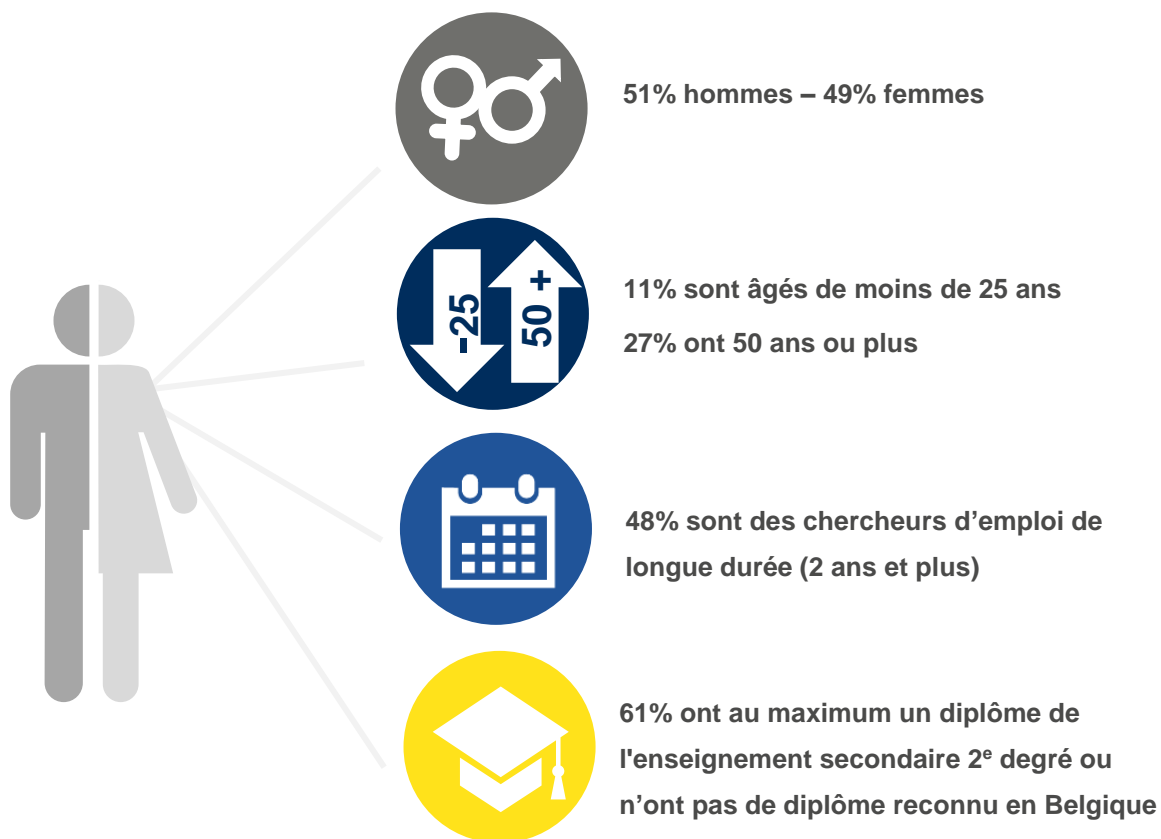 51% hommes – 49% femmes
-25
50 +
11% sont âgés de moins de 25 ans
27% ont 50 ans ou plus
48% sont des chercheurs d’emploi de
longue durée (2 ans et plus)
61% ont au maximum un diplôme de
l'enseignement secondaire 2e degré ou
n’ont pas de diplôme reconnu en Belgique